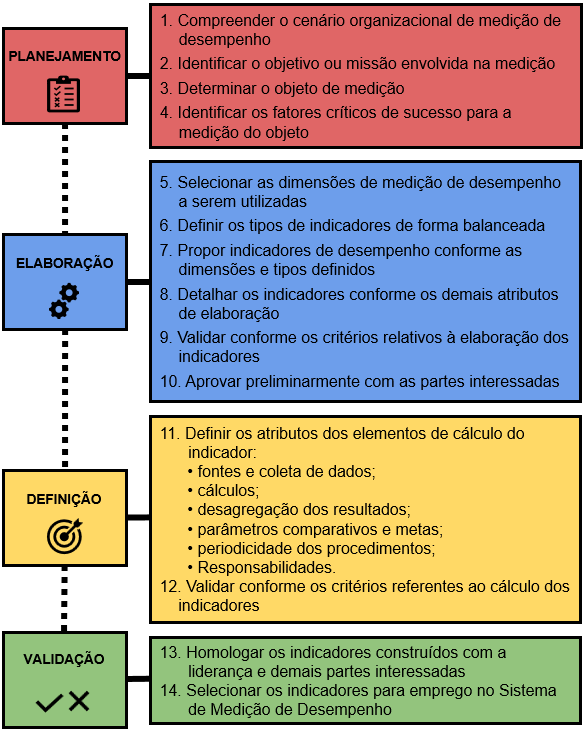 PLANEJAMENTO
1. Compreender o cenário organizacional de medição de
desempenho
2. Identificar o objetivo ou missão envolvida na medição
3. Determinar o objeto de medição
4. Identificar os fatores críticos de sucesso para a
medição do objeto
ELABORAÇÃO
5. Selecionar as dimensões de medição de desempenho
a serem utilizadas
6. Definir os tipos de indicadores de forma balanceada
7. Propor indicadores de desempenho conforme as
dimensões e tipos definidos
8. Detalhar os indicadores conforme os demais atributos
de elaboração
9. Validar conforme os critérios relativos à elaboração dos
indicadores
10. Aprovar preliminarmente com as partes interessadas
DEFINIÇÃO
11. Definir os atributos dos elementos de cálculo do
indicador:
• fontes e coleta de dados;
• cálculos;
• desagregação dos resultados;
• parâmetros comparativos e metas;
• periodicidade dos procedimentos;
• Responsabilidades.
12. Validar conforme os critérios referentes ao cálculo dos
indicadores
VALIDAÇÃO
13. Homologar os indicadores construídos com a
liderança e demais partes interessadas
14. Selecionar os indicadores para emprego no Sistema
de Medição de Desempenho